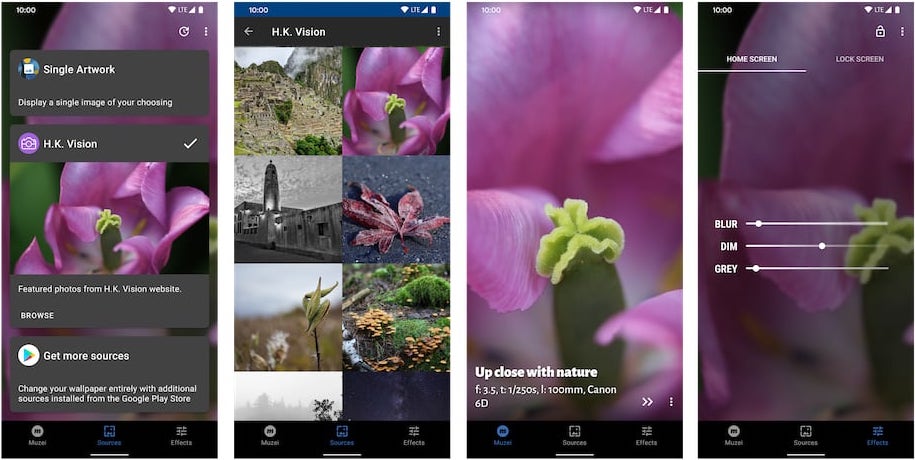 10:00
LTE
Single Artwork
Display a single image of your choosing
H.K. Vision
Featured photos from H.K. Vision website.
BROWSE
Get more sources
Change your wallpaper entirely with additional
sources installed from the Google Play Store
Muzei
Sources
Effects
10:00
LTE
H.K. Vision
Muzei
Sources
Effects
10:00
LTE
Up close with nature
f: 3.5, t: 1/250s, l: 100mm, Canon
6D
Muzei
Sources
Effects
10:00
LTE
HOME SCREEN
LOCK SCREEN
BLUR
DIM
GREY
Muzei
Sources
Effects